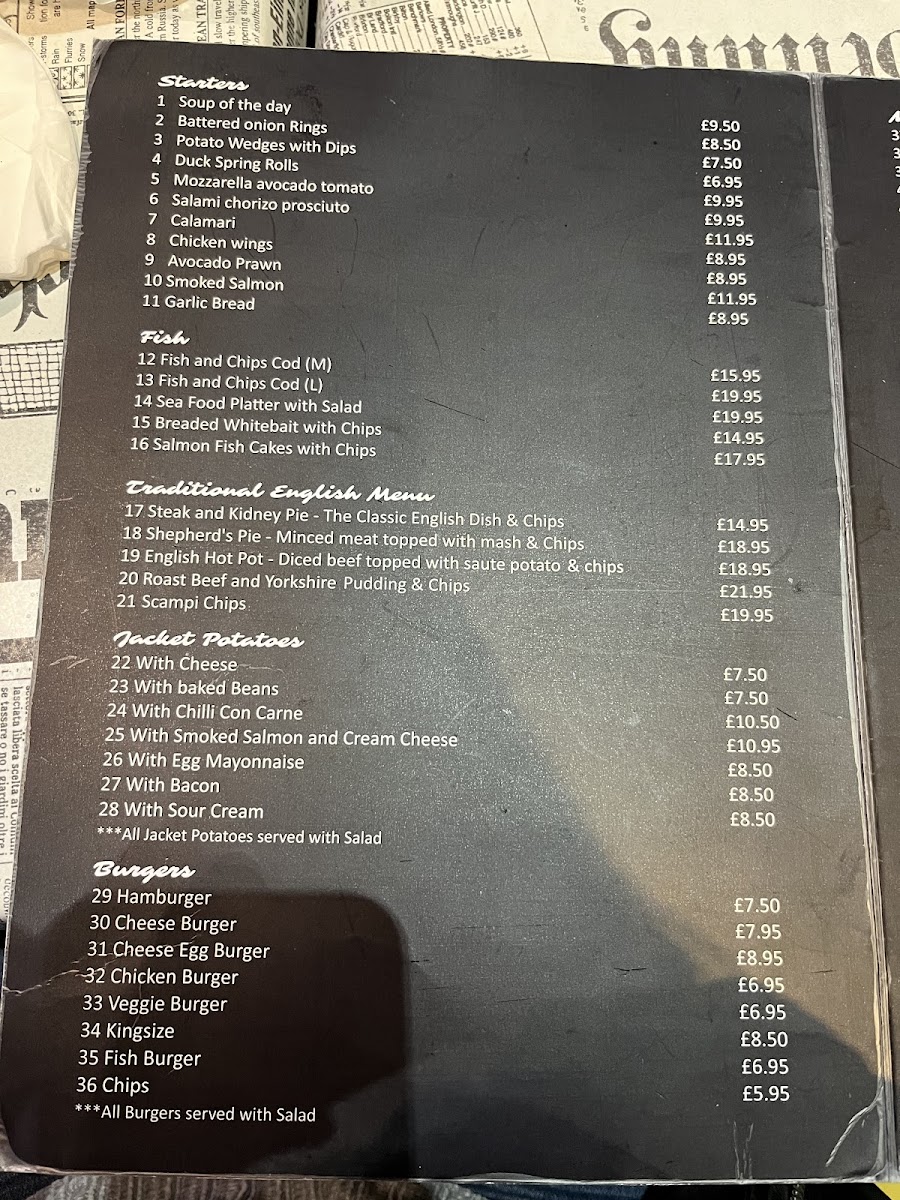 Starters
1 Soup of the day £9.50
2 Battered onion Rings £8.50
3 Potato Wedges with Dips £7.50
4 Duck Spring Rolls £6.95
5 Mozzarella avocado tomato £9.95
6 Salami chorizo prosciuto £9.95
7 Calamari £11.95
8 Chicken wings £8.95
9 Avocado Prawn £8.95
10 Smoked Salmon £11.95
11 Garlic Bread £8.95
Fish
12 Fish and Chips Cod (M) £15.95
13 Fish and Chips Cod (L) £19.95
14 Sea Food Platter with Salad £19.95
15 Breaded Whitebait with Chips £14.95
16 Salmon Fish Cakes with Chips £17.95
Traditional English Menu
17 Steak and Kidney Pie - The Classic English Dish & Chips £14.95
18 Shepherd's Pie - Minced meat topped with mash & Chips £18.95
19 English Hot Pot - Diced beef topped with saute potato & chips £18.95
20 Roast Beef and Yorkshire Pudding & Chips £21.95
21 Scampi Chips £19.95
Jacket Potatoes
22 With Cheese £7.50
23 With baked Beans £7.50
24 With Chilli Con Carne £10.50
25 With Smoked Salmon and Cream Cheese £10.95
26 With Egg Mayonnaise £8.50
27 With Bacon £8.50
28 With Sour Cream £8.50
***All Jacket Potatoes served with Salad
Burgers
29 Hamburger £7.50
30 Cheese Burger £7.95
31 Cheese Egg Burger £8.95
32 Chicken Burger £6.95
33 Veggie Burger £6.95
34 Kingsize £8.50
35 Fish Burger £6.95
36 Chips £5.95
***All Burgers served with Salad